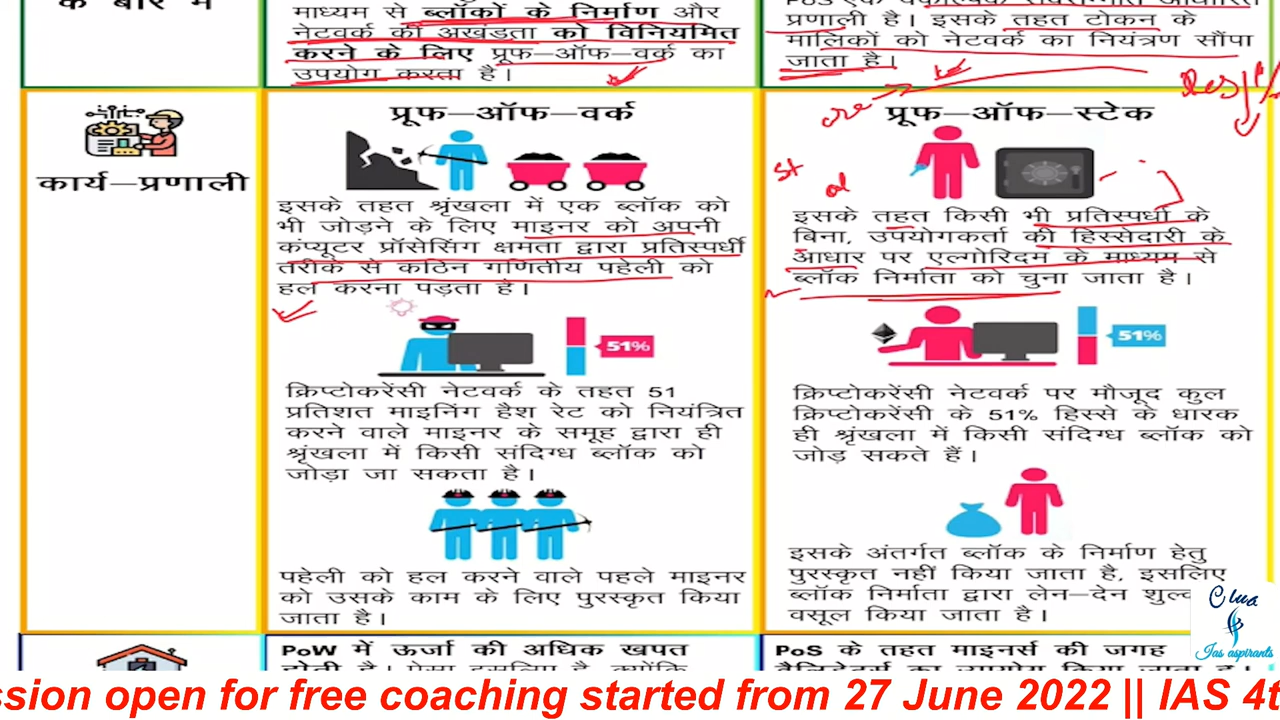 के बारे में
माध्यम से ब्लॉकों के निर्माण और
नेटवर्क की अखंडता को विनियमित
करने के लिए प्रूफ–ऑफ–वर्क का
उपयोग करता है।
प्रणाली है। इसके तहत टोकन के
मालिकों को नेटवर्क का नियंत्रण सौंपा
जाता है।
कार्य–प्रणाली
प्रूफ–ऑफ–वर्क
इसके तहत श्रृंखला में एक ब्लॉक को
भी जोड़ने के लिए माइनर को अपनी
कंप्यूटर प्रॉसेसिंग क्षमता द्वारा प्रतिस्पर्धी
तरीके से कठिन गणितीय पहेली को
हल करना पड़ता है।
51%
क्रिप्टोकरेंसी नेटवर्क के तहत 51
प्रतिशत माइनिंग हैश रेट को नियंत्रित
करने वाले माइनर के समूह द्वारा ही
श्रृंखला में किसी संदिग्ध ब्लॉक को
जोड़ा जा सकता है।
पहेली को हल करने वाले पहले माइनर
को उसके काम के लिए पुरस्कृत किया
जाता है।
प्रूफ–ऑफ–स्टेक
इसके तहत किसी भी प्रतिस्पर्धा के
बिना, उपयोगकर्ता की हिस्सेदारी के
आधार पर एल्गोरिदम के माध्यम से
ब्लॉक निर्माता को चुना जाता है।
51%
क्रिप्टोकरेंसी नेटवर्क पर मौजूद कुल
क्रिप्टोकरेंसी के 51% हिस्से के धारक
ही श्रृंखला में किसी संदिग्ध ब्लॉक को
जोड़ सकते हैं।
इसके अंतर्गत ब्लॉक के निर्माण हेतु
पुरस्कृत नहीं किया जाता है, इसलिए
ब्लॉक निर्माता द्वारा लेन–देन शुल्क
वसूल किया जाता है।
PoW में ऊर्जा की अधिक खपत
PoS के तहत माइनर्स की जगह
Ias aspirants
ssion open for free coaching started from 27 June 2022 || IAS 4t